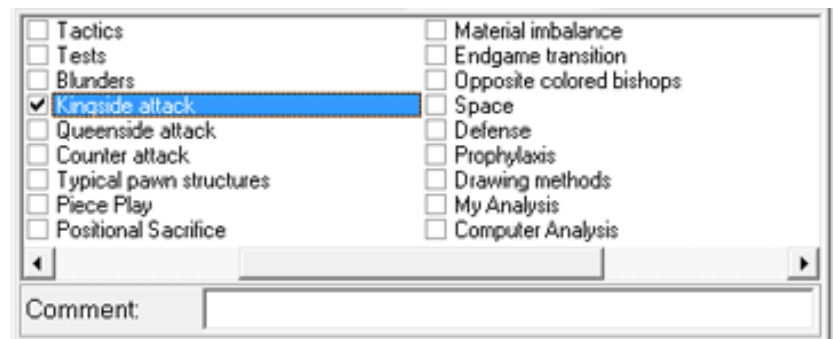 Tactics
Tests
Blunders
Kingside attack
Queenside attack
Counter attack
Typical pawn structures
Piece Play
Positional Sacrifice
Material imbalance
Endgame transition
Opposite colored bishops
Space
Defense
Prophylaxis
Drawing methods
My Analysis
Computer Analysis
Comment: